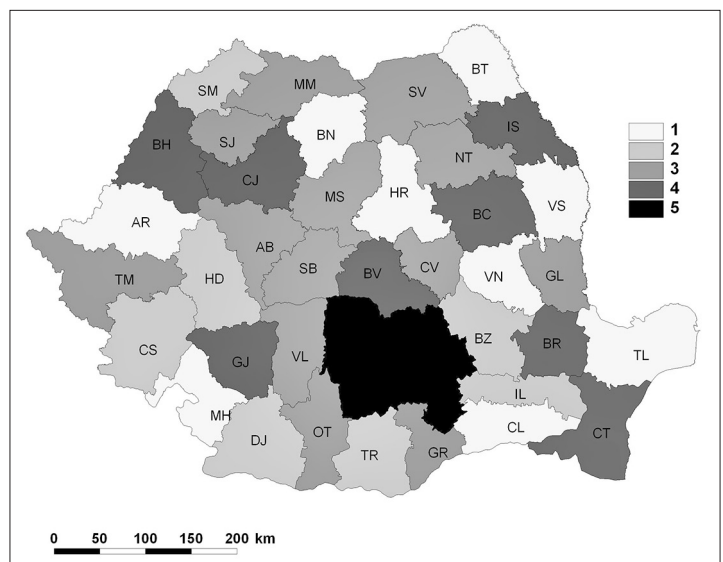 BT
SM
MM
SV
1
IS
2
BH
SJ
BN
3
NT
4
CJ
MS
HR
5
VS
BC
AR
AB
TM
HD
SB
BV
CV
VN
GL
CS
GJ
VL
BZ
BR
TL
IL
MH
OT
CL
CT
DJ
TR
GR
0 50 100 150 200 km